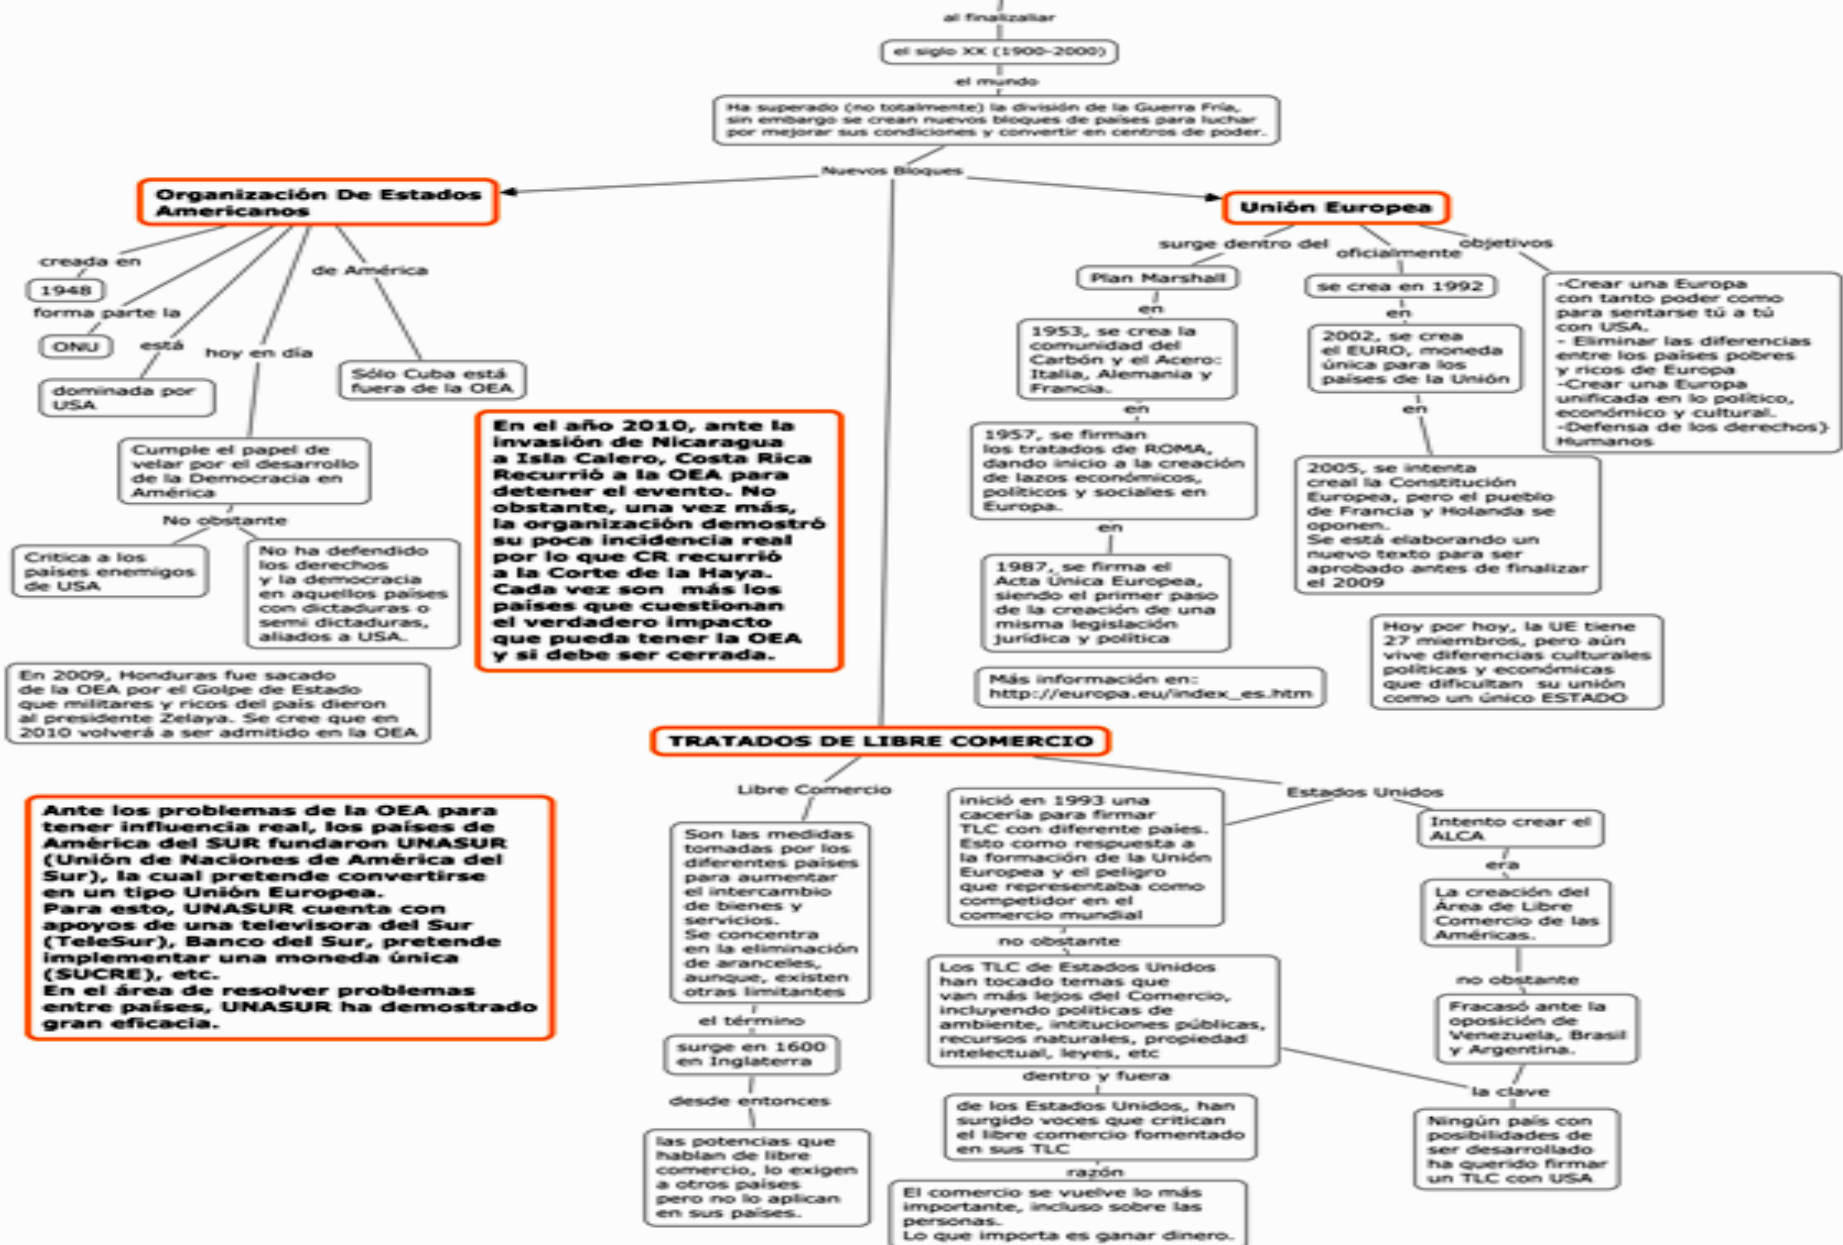 al finalizaliar
el siglo XX (1900-2000)
el mundo
Ha superado (no totalmente) la división de la Guerra Fría,
sin embargo se crean nuevos bloques de países para luchar
por mejorar sus condiciones y convertir en centros de poder.
Nuevos Bloques
Organización De Estados
Americanos
creada en
1948
forma parte la
ONU
está
dominada por
USA
hoy en día
Cumple el papel de
velar por el desarrollo
de la Democracia en
América
No obstante
Critica a los
países enemigos
de USA
No ha defendido
los derechos
y la democracia
en aquellos países
con dictaduras o
semi dictaduras,
aliados a USA.
de América
Sólo Cuba está
fuera de la OEA
En 2009, Honduras fue sacado
de la OEA por el Golpe de Estado
que militares y ricos del país dieron
al presidente Zelaya. Se cree que en
2010 volverá a ser admitido en la OEA
En el año 2010, ante la
invasión de Nicaragua
a Isla Calero, Costa Rica
Recurrió a la OEA para
detener el evento. No
obstante, una vez más,
la organización demostró
su poca incidencia real
por lo que CR recurrió
a la Corte de la Haya.
Cada vez son más los
países que cuestionan
el verdadero impacto
que pueda tener la OEA
y si debe ser cerrada.
Ante los problemas de la OEA para
tener influencia real, los países de
América del SUR fundaron UNASUR
(Unión de Naciones de América del
Sur), la cual pretende convertirse
en un tipo Unión Europea.
Para esto, UNASUR cuenta con
apoyos de una televisora del Sur
(TeleSur), Banco del Sur, pretende
implementar una moneda única
(SUCRE), etc.
En el área de resolver problemas
entre países, UNASUR ha demostrado
gran eficacia.
Unión Europea
surge dentro del
Plan Marshall
en
1953, se crea la
comunidad del
Carbón y el Acero:
Italia, Alemania y
Francia.
en
1957, se firman
los tratados de ROMA,
dando inicio a la creación
de lazos económicos,
políticos y sociales en
Europa.
en
1987, se firma el
Acta Única Europea,
siendo el primer paso
de la creación de una
misma legislación
jurídica y política
Más información en:
http://europa.eu/index_es.htm
oficialmente
se crea en 1992
en
2002, se crea
el EURO, moneda
única para los
países de la Unión
en
2005, se intenta
creal la Constitución
Europea, pero el pueblo
de Francia y Holanda se
oponen.
Se está elaborando un
nuevo texto para ser
aprobado antes de finalizar
el 2009
objetivos
-Crear una Europa
con tanto poder como
para sentarse tú a tú
con USA.
- Eliminar las diferencias
entre los países pobres
y ricos de Europa
-Crear una Europa
unificada en lo político,
económico y cultural.
-Defensa de los derechos}
Humanos
Hoy por hoy, la UE tiene
27 miembros, pero aún
vive diferencias culturales
políticas y económicas
que dificultan su unión
como un único ESTADO
TRATADOS DE LIBRE COMERCIO
Libre Comercio
Son las medidas
tomadas por los
diferentes países
para aumentar
el intercambio
de bienes y
servicios.
Se concentra
en la eliminación
de aranceles,
aunque, existen
otras limitantes
el término
surge en 1600
en Inglaterra
desde entonces
las potencias que
hablan de libre
comercio, lo exigen
a otros países
pero no lo aplican
en sus países.
Estados Unidos
inició en 1993 una
cacería para firmar
TLC con diferente países.
Esto como respuesta a
la formación de la Unión
Europea y el peligro
que representaba como
competidor en el
comercio mundial
no obstante
Los TLC de Estados Unidos
han tocado temas que
van más lejos del Comercio,
incluyendo políticas de
ambiente, intituciones públicas,
recursos naturales, propiedad
intelectual, leyes, etc
dentro y fuera
de los Estados Unidos, han
surgido voces que critican
el libre comercio fomentado
en sus TLC
razón
El comercio se vuelve lo más
importante, incluso sobre las
personas.
Lo que importa es ganar dinero.
Intento crear el
ALCA
era
La creación del
Área de Libre
Comercio de las
Américas.
no obstante
Fracasó ante la
oposición de
Venezuela, Brasil
y Argentina.
la clave
Ningún país con
posibilidades de
ser desarrollado
ha querido firmar
un TLC con USA